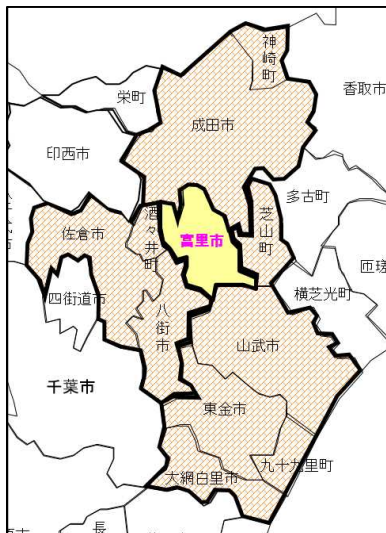 神崎町
栄町
香取市
成田市
印西市
多古町
酒々井町
芝山町
佐倉市
富里市
匝瑳
四街道市
横芝光町
八街市
山武市
千葉市
東金市
九十九里町
大網白里市
長